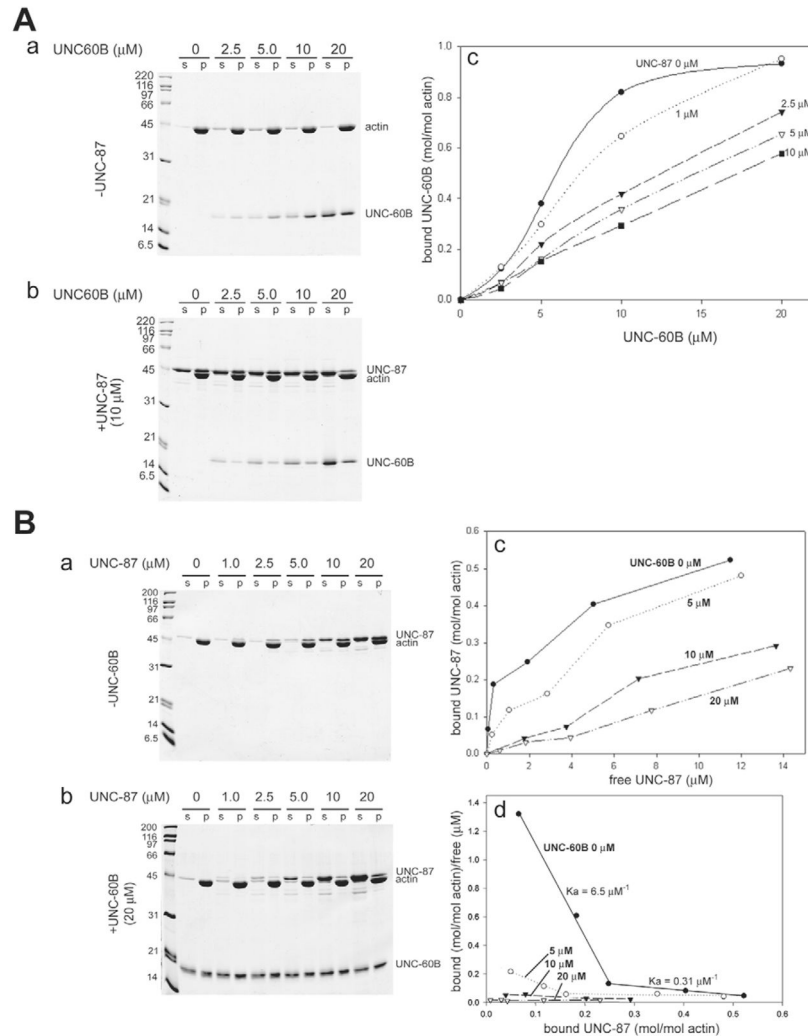 A
a
UNC60B (μM) 0 2.5 5.0 10 20
s p s p s p s p s p
220
116
97
66
45
31
21
14
6.5
-UNC-87
actin
UNC-60B
b
UNC60B (μM) 0 2.5 5.0 10 20
s p s p s p s p s p
220
116
97
66
45
31
21
14
6.5
+UNC-87
(10 μM)
UNC-87
actin
UNC-60B
c
bound UNC-60B (mol/mol actin)
1.0
0.8
0.6
0.4
0.2
0.0
UNC-87 0 μM
1 μM
2.5 μM
5 μM
10 μM
0 5 10 15 20
UNC-60B (μM)
B
a
UNC-87 (μM) 0 1.0 2.5 5.0 10 20
s p s p s p s p s p s p
200
116
97
66
45
31
21
14
6.5
-UNC-60B
UNC-87
actin
b
UNC-87 (μM) 0 1.0 2.5 5.0 10 20
s p s p s p s p s p s p
200
116
97
66
45
31
21
14
+UNC-60B
(20 μM)
UNC-87
actin
UNC-60B
c
bound UNC-87 (mol/mol actin)
0.6
0.5
0.4
0.3
0.2
0.1
0.0
UNC-60B 0 μM
5 μM
10 μM
20 μM
0 2 4 6 8 10 12 14
free UNC-87 (μM)
d
bound (mol/mol actin)/free (μM)
1.4
1.2
1.0
0.8
0.6
0.4
0.2
0.0
UNC-60B 0 μM
Ka = 6.5 μM⁻¹
5 μM
10 μM
20 μM
Ka = 0.31 μM⁻¹
0.0 0.1 0.2 0.3 0.4 0.5 0.6
bound UNC-87 (mol/mol actin)